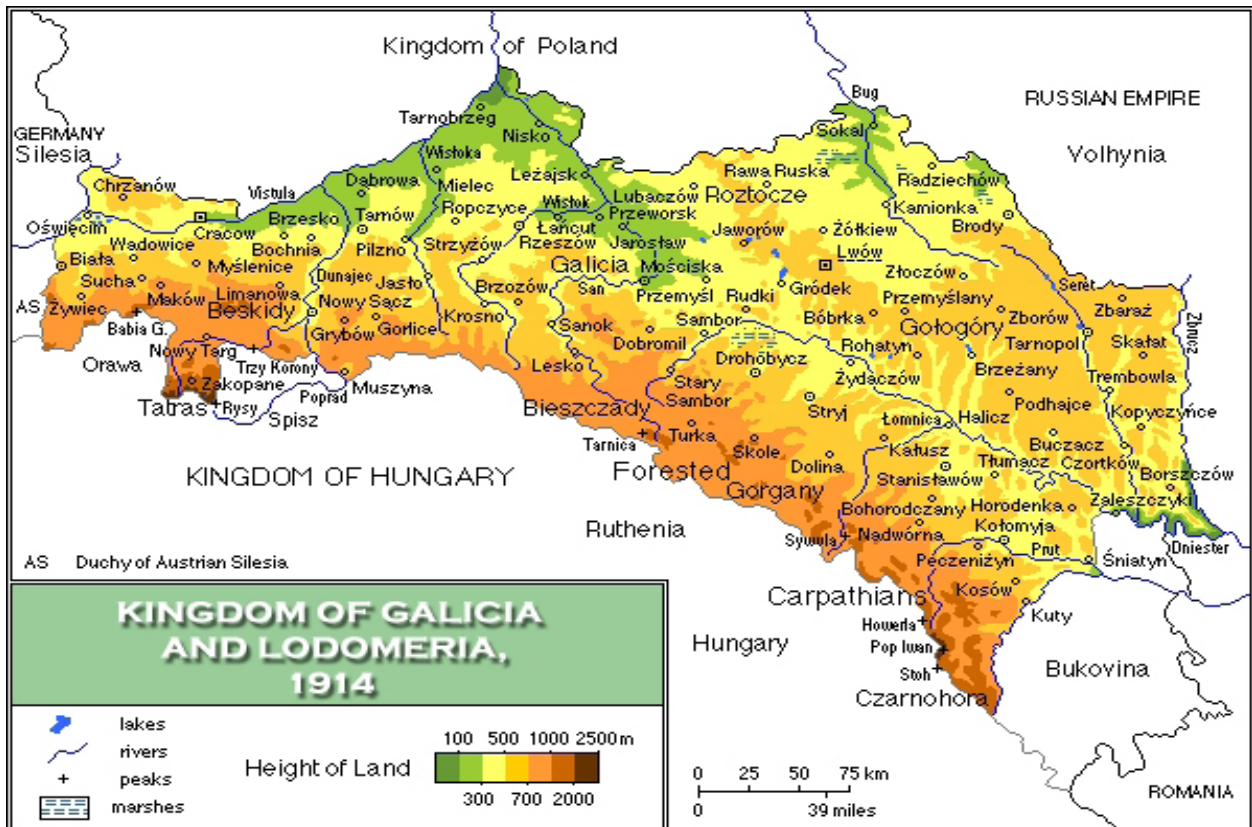 Kingdom of Poland
RUSSIAN EMPIRE
Volhynia
GERMANY
Silesia
Bug
Sokal
Tarnobrzeg
Nisko
Wisłoka
Rawa Ruska
Radziechów
Chrzanów
Vistula
Dąbrowa
Mielec
Leżajsk
Lubaczów
Roztocze
Kamionka
Oświęcim
Cracow
Brzesko
Bochnia
Tarnów
Ropczyce
Wisłok
Łańcut
Przeworsk
Jaworów
Żółkiew
Brody
Wadowice
Pilzno
Strzyżów
Rzeszów
Jarosław
Lwów
Biała
Myślenice
Dunajec
Galicia
Mościska
Złoczów
Sucha
Maków
Limanowa
Jasło
Brzozów
San
Przemyśl
Rudki
Gródek
Przemyślany
Seret
Zbaraż
AS
Żywiec
Beskidy
Nowy Sącz
Krosno
Sanok
Sambor
Bóbrka
Gołogóry
Zborów
Zbrucz
Babia G.
Grybów
Gorlice
Dobromil
Drohóbycz
Rohatyn
Tarnopol
Skałat
Orawa
Nowy Targ
Trzy Korony
Lesko
Żydaczów
Brzeżany
Trembowla
Zakopane
Muszyna
Poprad
Stary
Sambor
Stryj
Łomnica
Halicz
Podhajce
Kopyczyńce
Tatras
Rysy
Spisz
Bieszczady
Tarnica
Turka
Skole
Dolina
Kałusz
Buczacz
Tłumacz
Czortków
Borszczów
KINGDOM OF HUNGARY
Forested
Gorgany
Stanisławów
Bohorodczany
Horodenka
Zaleszczyki
Ruthenia
Sywula
Nadwórna
Kołomyja
Dniester
Peczeniżyn
Prut
Śniatyn
AS Duchy of Austrian Silesia
Carpathians
Kosów
Kuty
Howerla
Hungary
Pop Iwan
Stoh
Bukovina
Czarnohora
ROMANIA
KINGDOM OF GALICIA
AND LODOMERIA,
1914
lakes
rivers
peaks
marshes
Height of Land
100 500 1000 2500 m
300 700 2000
0 25 50 75 km
0 39 miles